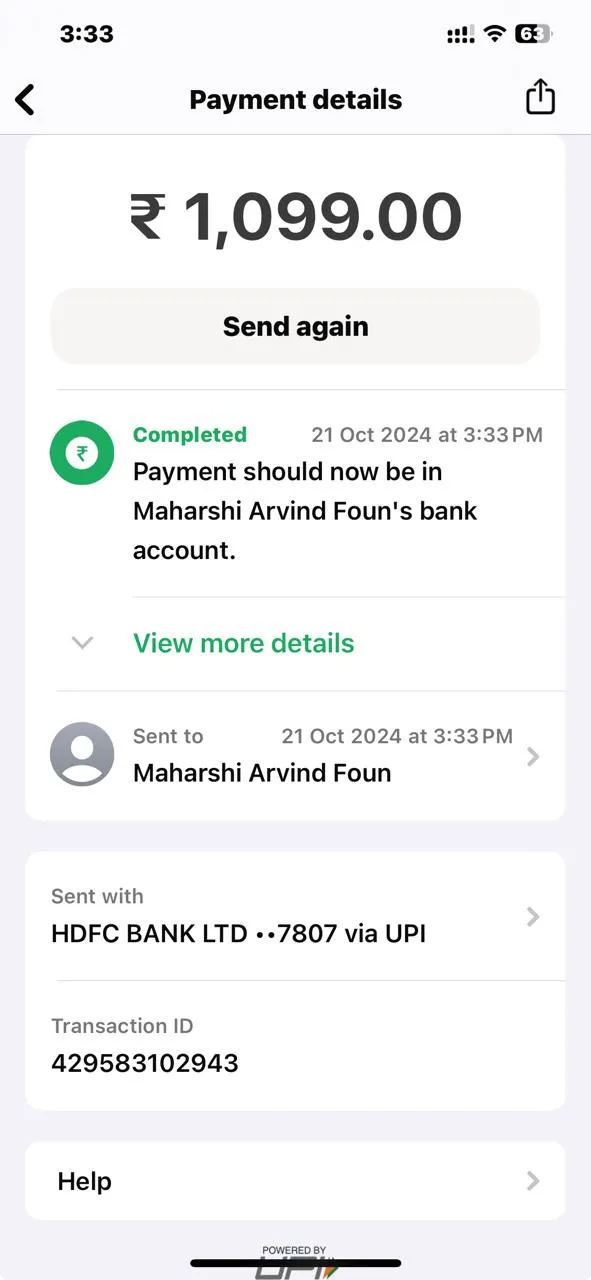 3:33
63
Payment details
₹ 1,099.00
Send again
Completed 21 Oct 2024 at 3:33 PM
Payment should now be in
Maharshi Arvind Foun's bank
account.
View more details
Sent to 21 Oct 2024 at 3:33 PM
Maharshi Arvind Foun
Sent with
HDFC BANK LTD ••7807 via UPI
Transaction ID
429583102943
Help
POWERED BY
UPI